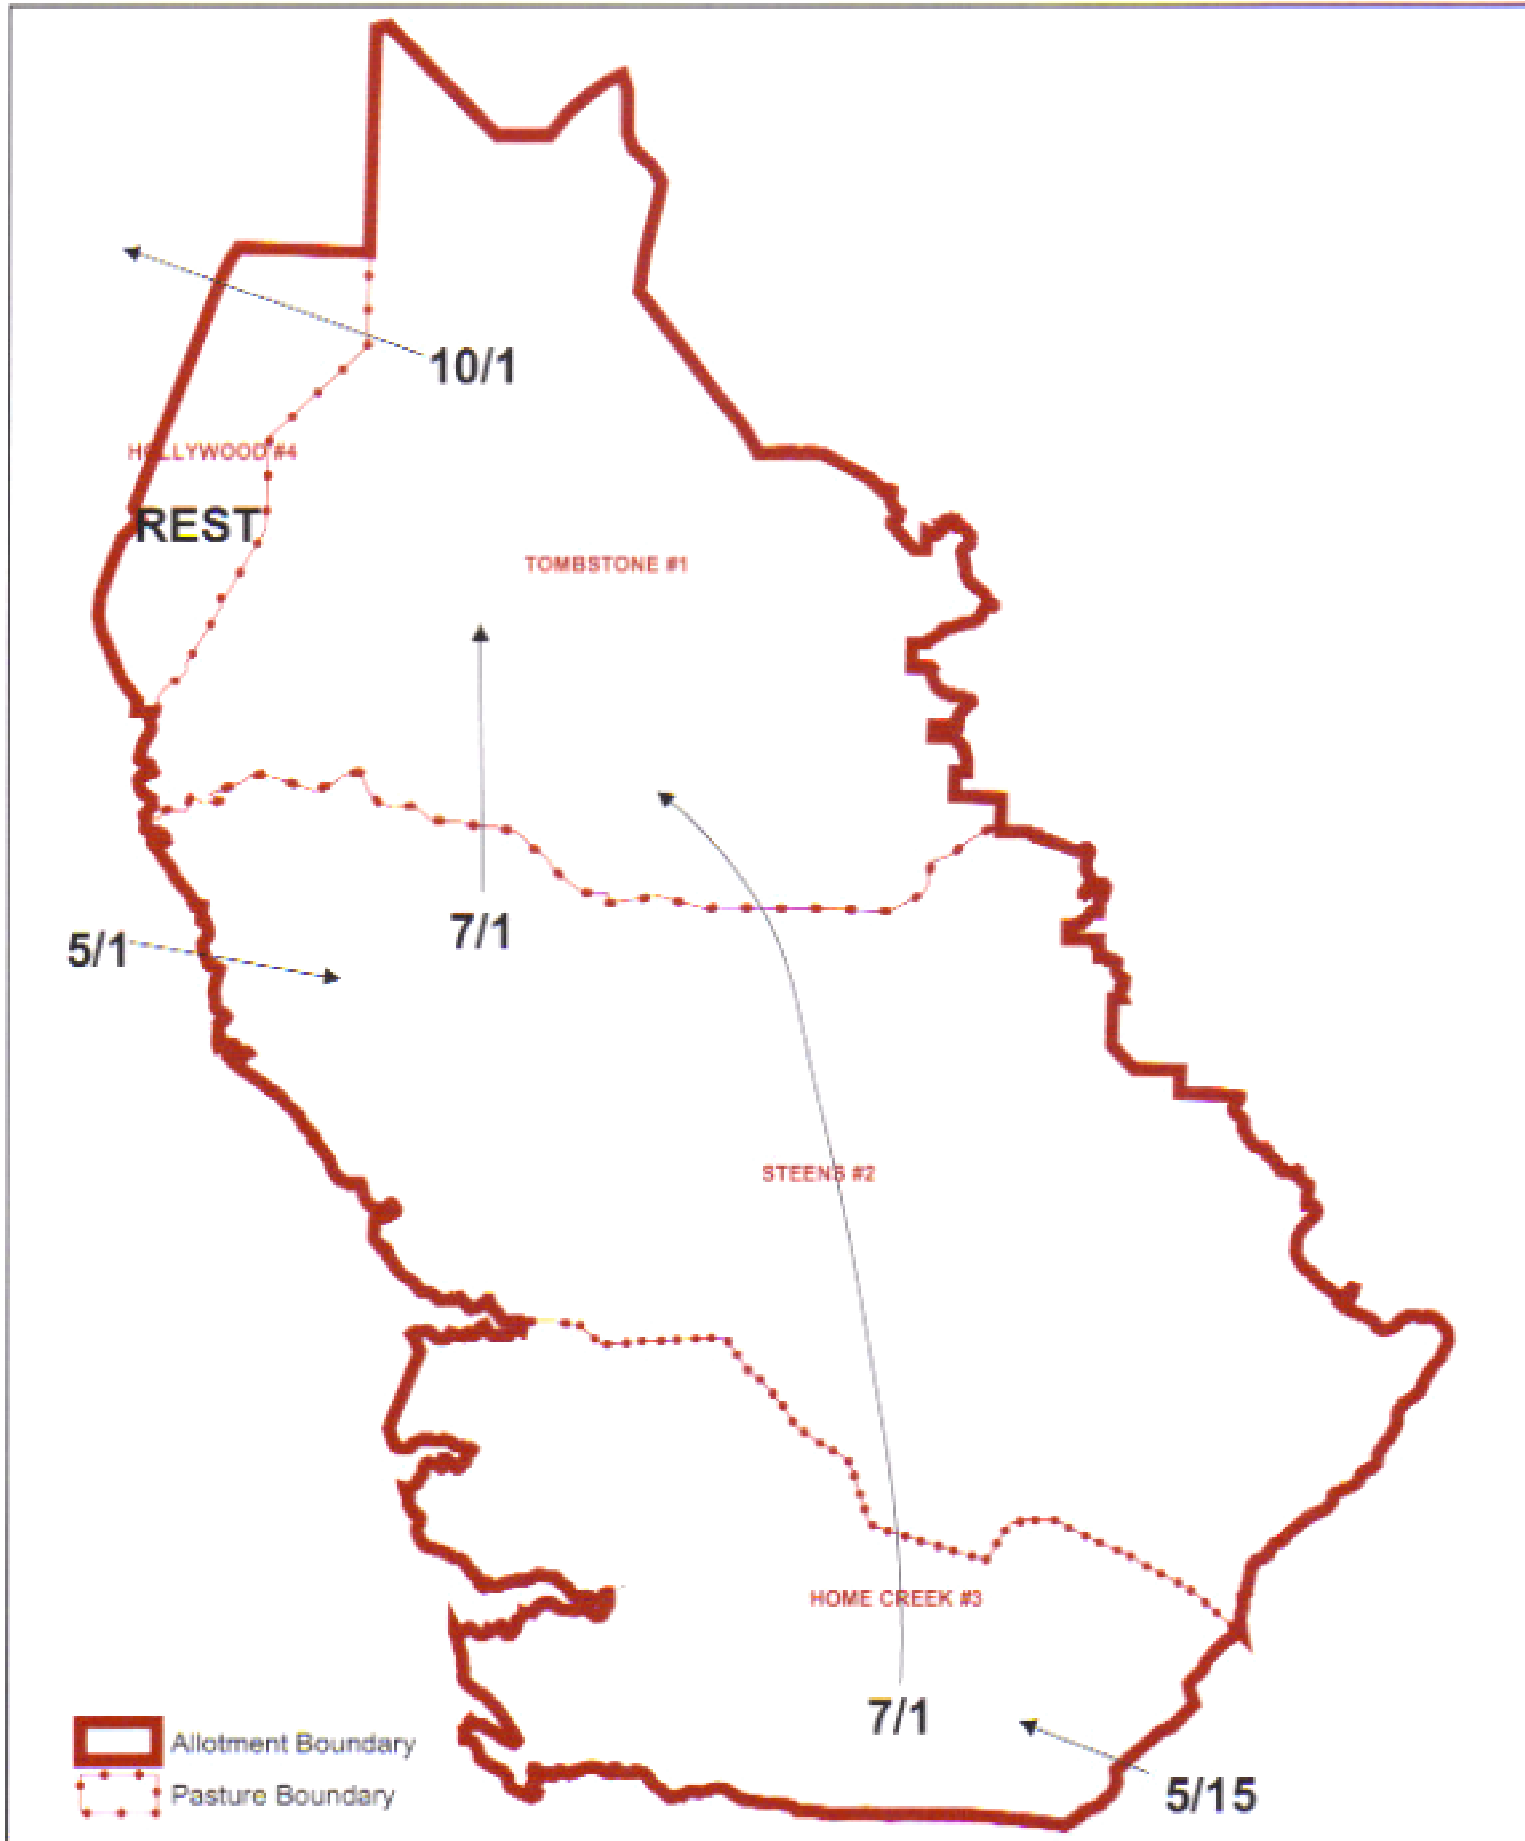 10/1
HOLLYWOOD #4
REST
TOMBSTONE #1
7/1
5/1
STEENS #2
HOME CREEK #3
7/1
5/15
Allotment Boundary
Pasture Boundary